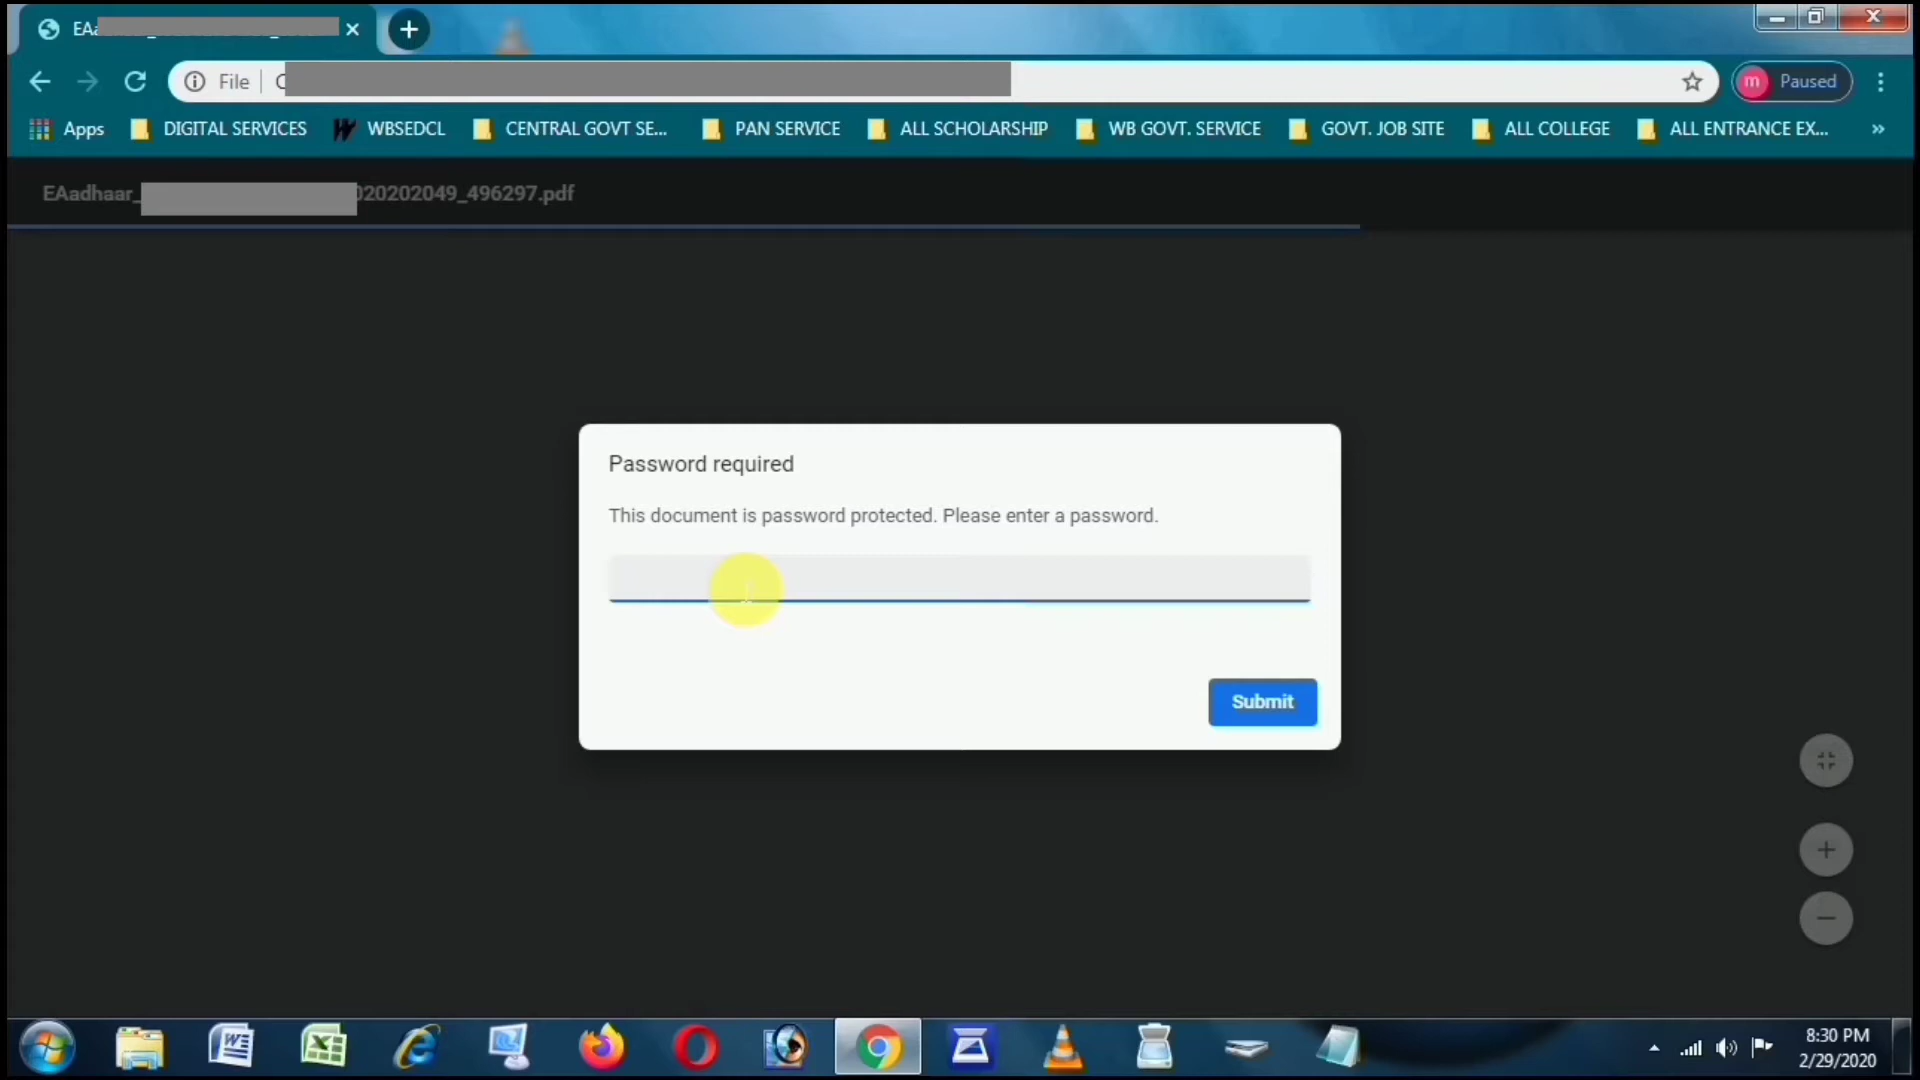 EAa
File
Paused
Apps DIGITAL SERVICES WBSEDCL CENTRAL GOVT SE... PAN SERVICE ALL SCHOLARSHIP WB GOVT. SERVICE GOVT. JOB SITE ALL COLLEGE ALL ENTRANCE EX... »
EAadhaar_ 020202049_496297.pdf
Password required
This document is password protected. Please enter a password.
Submit
8:30 PM
2/29/2020